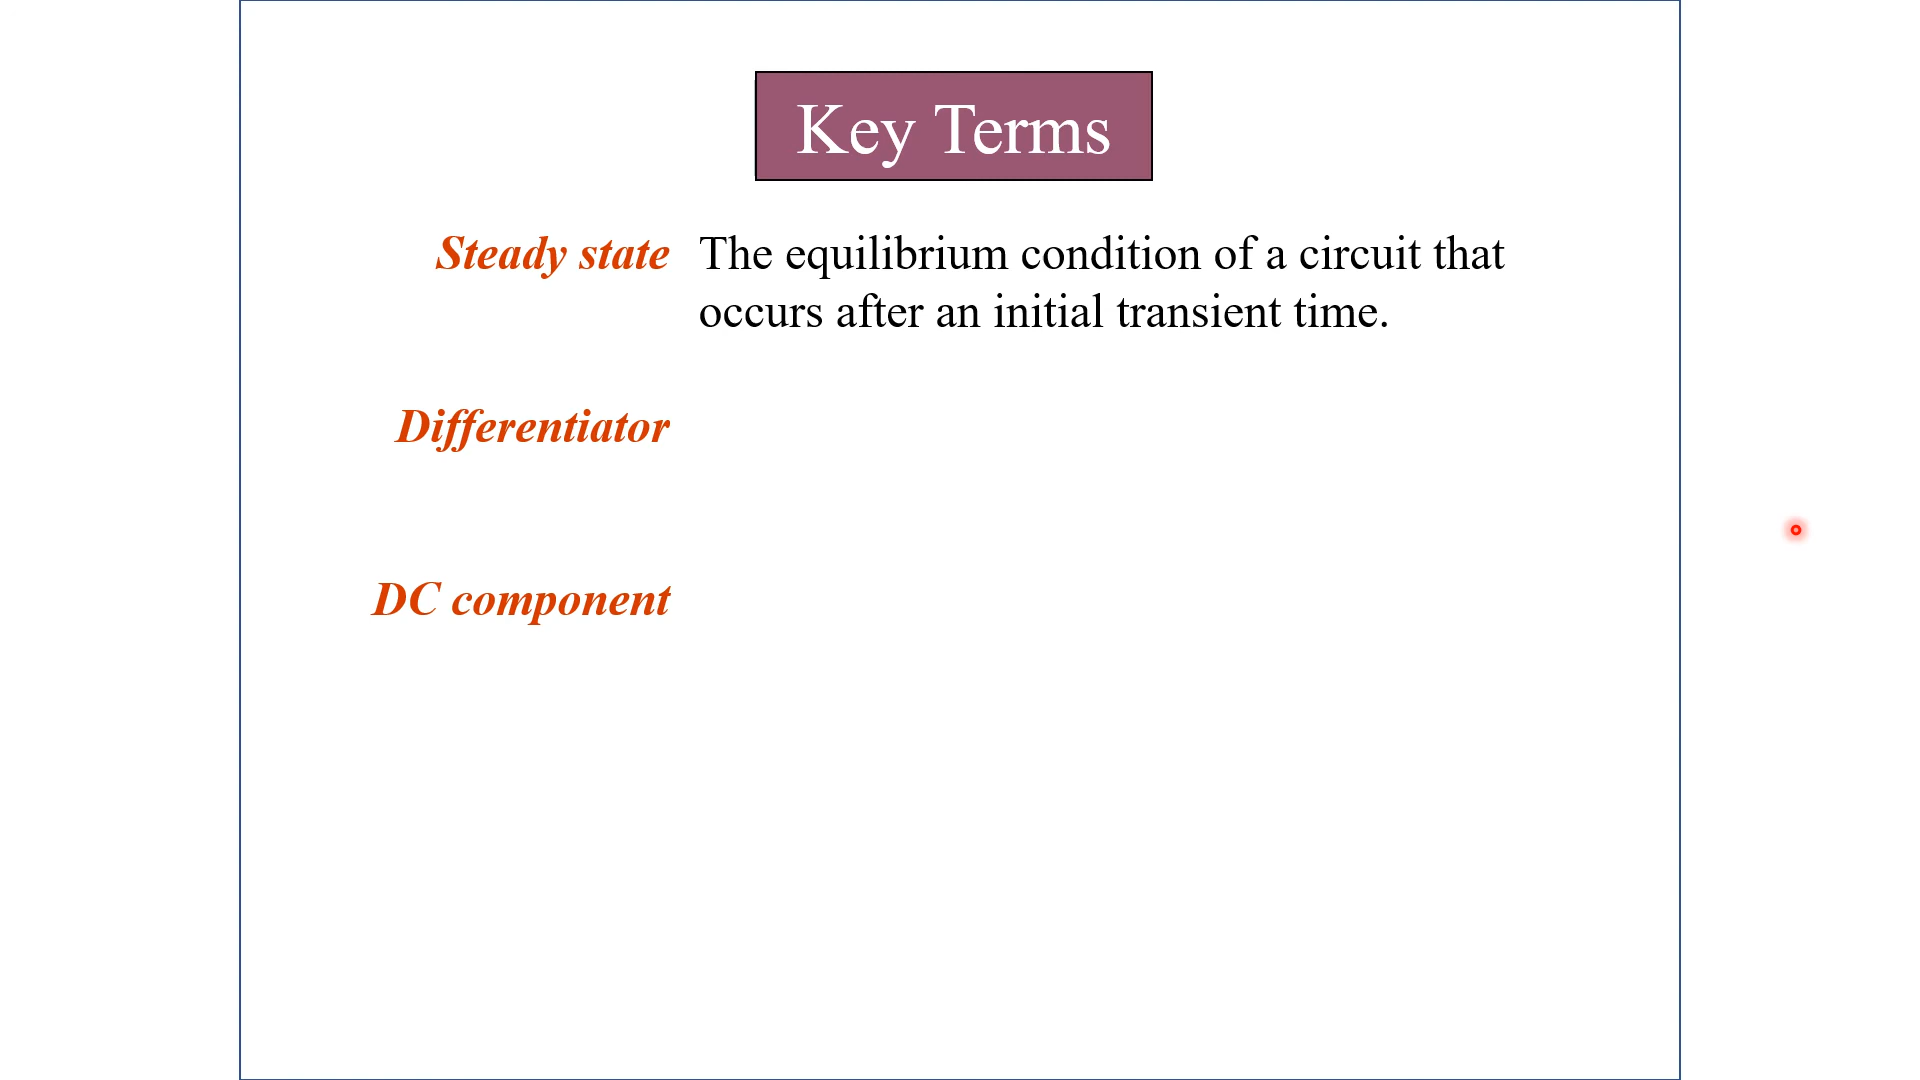 Key Terms
Steady state The equilibrium condition of a circuit that
occurs after an initial transient time.
Differentiator
DC component